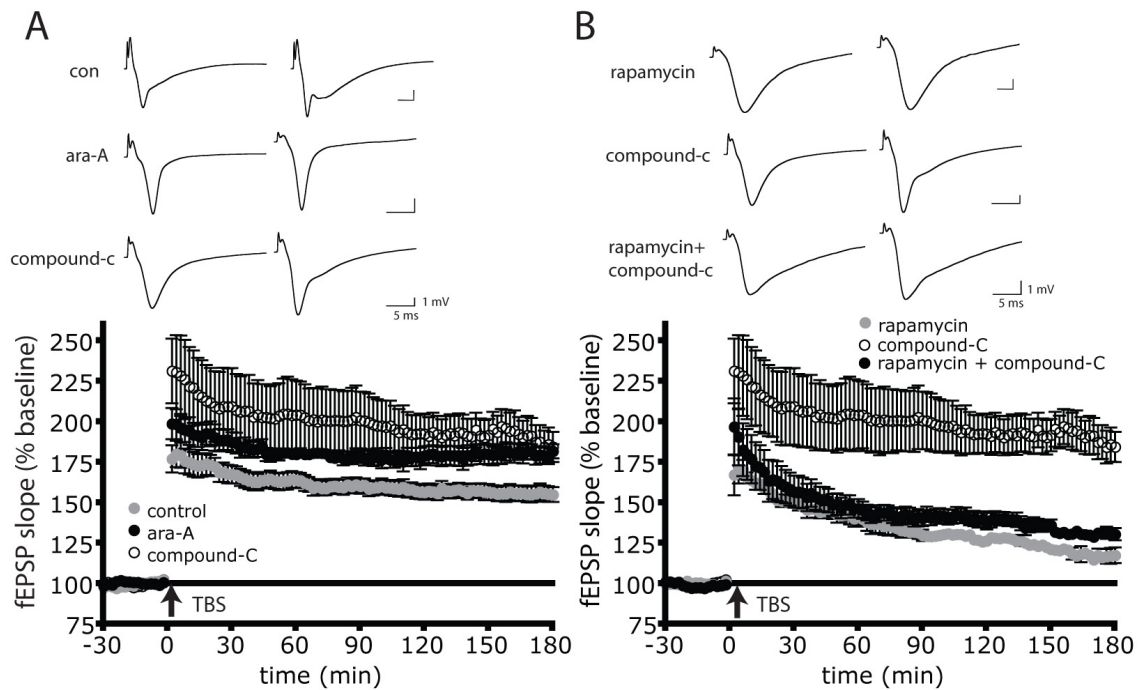 A
con
ara-A
compound-c
1 mV
5 ms
fEPSP slope (% baseline)
250
225
200
175
150
125
100
75
control
ara-A
compound-C
TBS
-30
0
30
60
90
120
150
180
time (min)
B
rapamycin
compound-c
rapamycin+
compound-c
1 mV
5 ms
rapamycin
compound-C
rapamycin + compound-C
fEPSP slope (% baseline)
250
225
200
175
150
125
100
75
TBS
-30
0
30
60
90
120
150
180
time (min)